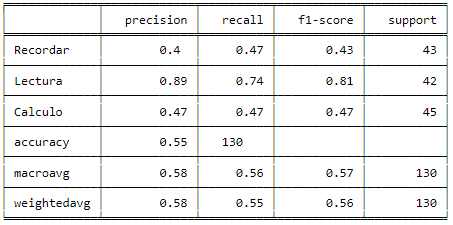 precision recall f1-score support
Recordar 0.4 0.47 0.43 43
Lectura 0.89 0.74 0.81 42
Calculo 0.47 0.47 0.47 45
accuracy 0.55 130
macroavg 0.58 0.56 0.57 130
weightedavg 0.58 0.55 0.56 130